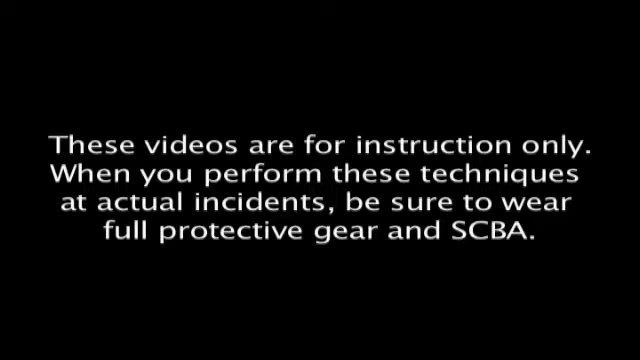 These videos are for instruction only.
When you perform these techniques
at actual incidents, be sure to wear
full protective gear and SCBA.